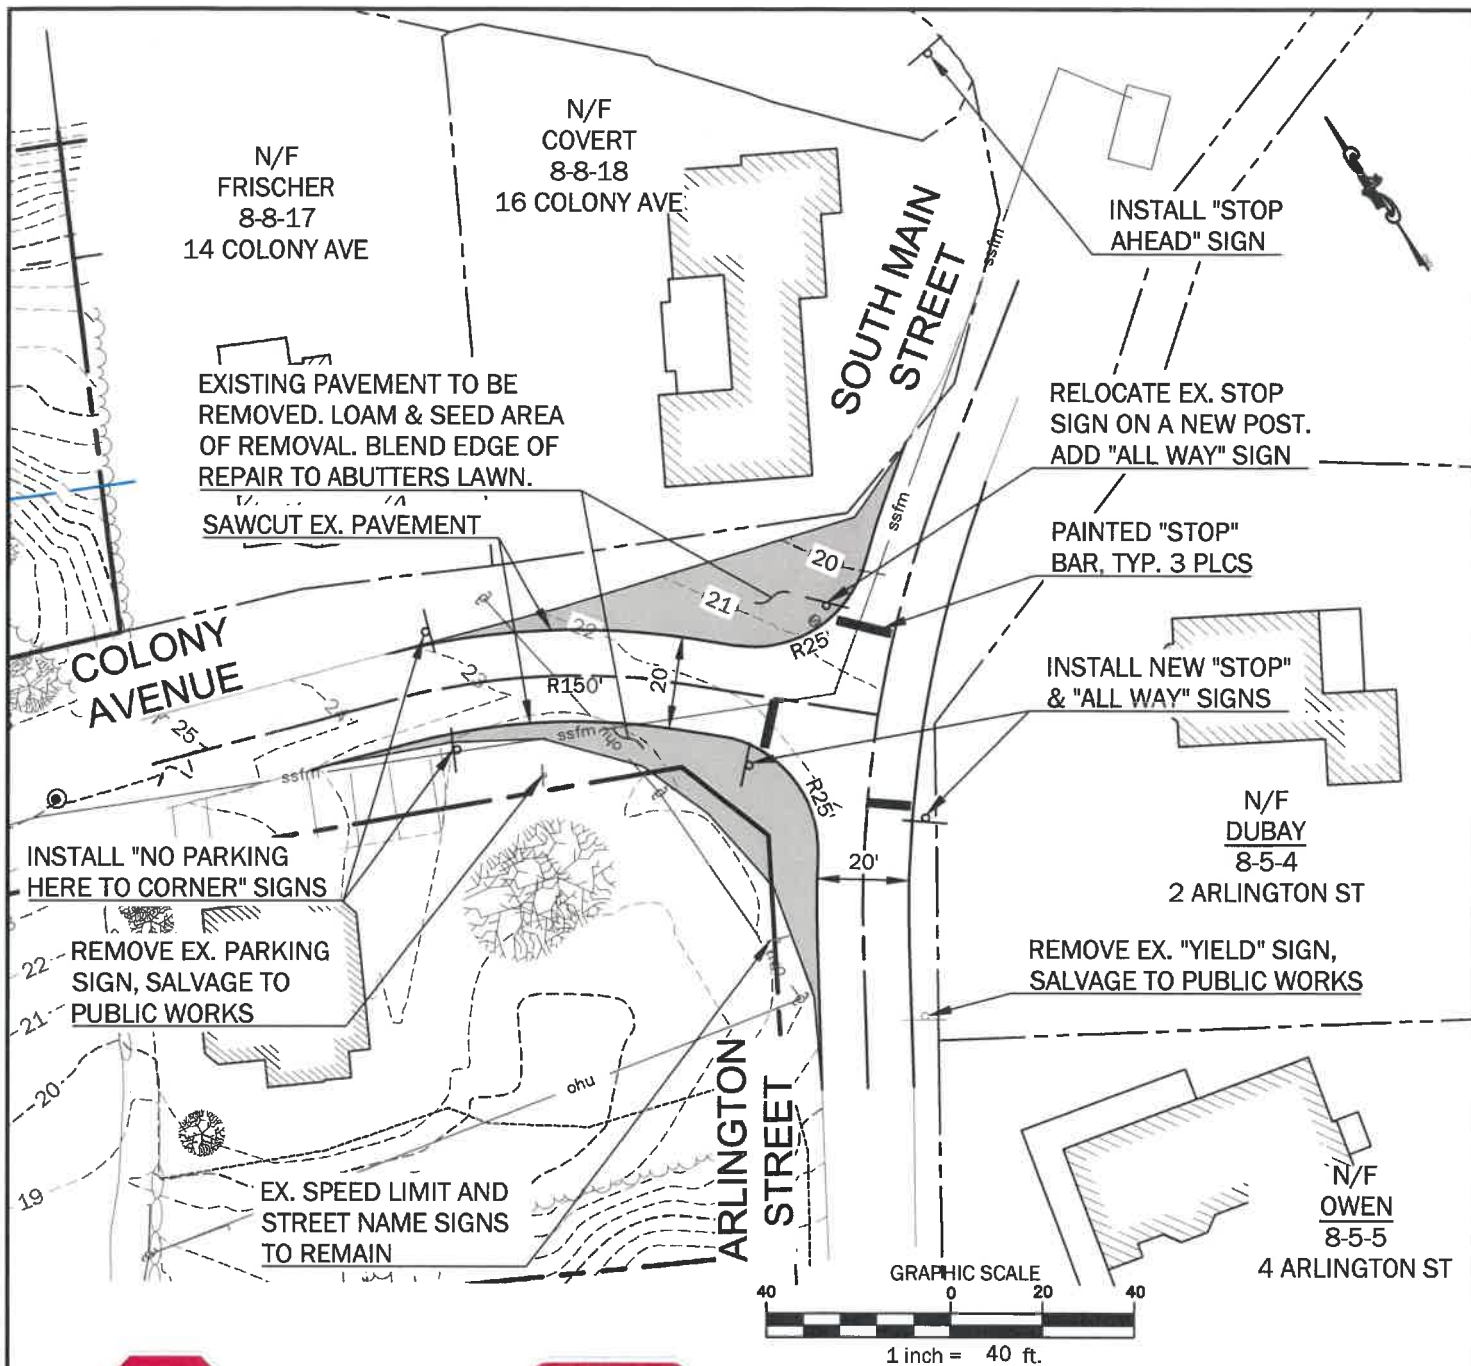 N/F
FRISCHER
8-8-17
14 COLONY AVE
N/F
COVERT
8-8-18
16 COLONY AVE
SOUTH MAIN
STREET
ssfm
INSTALL "STOP
AHEAD" SIGN
EXISTING PAVEMENT TO BE
REMOVED. LOAM & SEED AREA
OF REMOVAL. BLEND EDGE OF
REPAIR TO ABUTTERS LAWN.
SAWCUT EX. PAVEMENT
RELOCATE EX. STOP
SIGN ON A NEW POST.
ADD "ALL WAY" SIGN
ssfm
PAINTED "STOP"
BAR, TYP. 3 PLCS
20
21
22
23
24
25
R25'
R150'
20'
COLONY
AVENUE
INSTALL NEW "STOP"
& "ALL WAY" SIGNS
ssfm
ssfm
R25'
20'
N/F
DUBAY
8-5-4
2 ARLINGTON ST
INSTALL "NO PARKING
HERE TO CORNER" SIGNS
REMOVE EX. PARKING
SIGN, SALVAGE TO
PUBLIC WORKS
REMOVE EX. "YIELD" SIGN,
SALVAGE TO PUBLIC WORKS
22
21
20
19
ohu
ARLINGTON
STREET
EX. SPEED LIMIT AND
STREET NAME SIGNS
TO REMAIN
N/F
OWEN
8-5-5
4 ARLINGTON ST
GRAPHIC SCALE
40 0 20 40
1 inch = 40 ft.